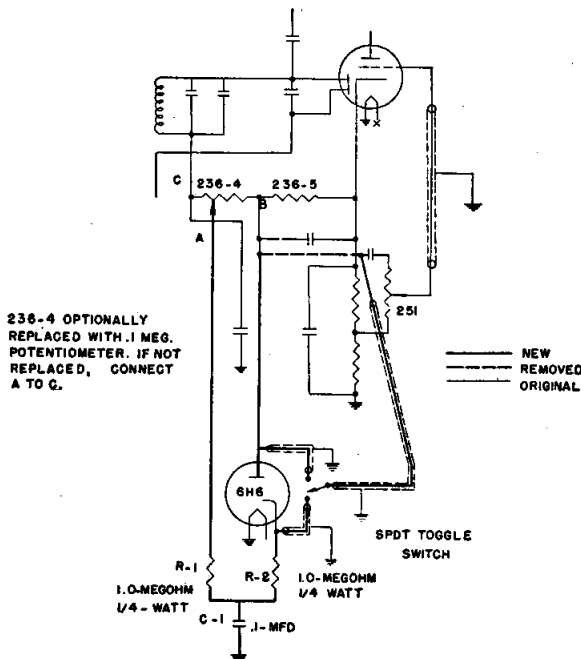 C
236-4
B
236-5
A
251
236-4 OPTIONALLY
REPLACED WITH .1 MEG.
POTENTIOMETER. IF NOT
REPLACED, CONNECT
A TO C.
NEW
REMOVED
ORIGINAL
6H6
SPDT TOGGLE
SWITCH
R-1
1.0-MEGOHM
1/4-WATT
R-2
1.0-MEGOHM
1/4 WATT
C-1
.1-MFD
X